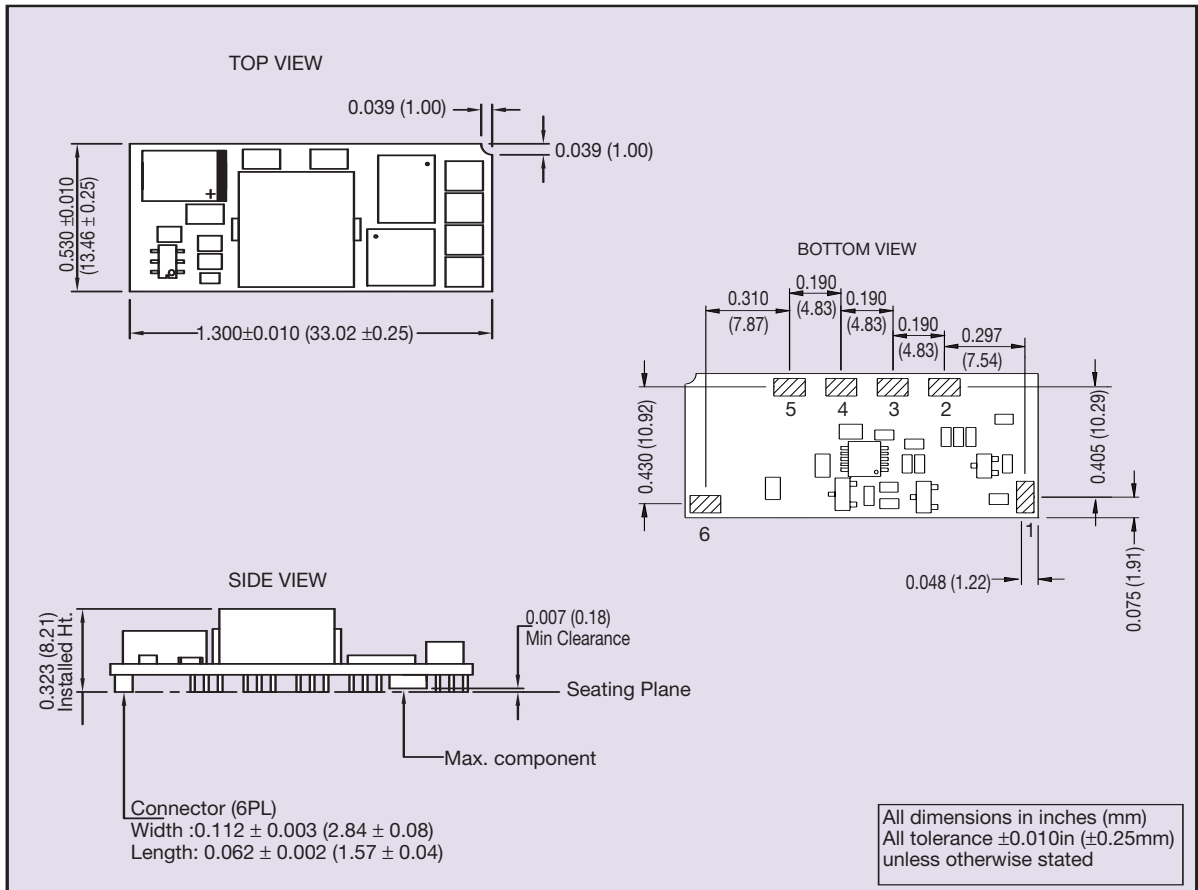 TOP VIEW
0.039 (1.00)
0.039 (1.00)
0.530 ±0.010
(13.46 ± 0.25)
+
1.300±0.010 (33.02 ±0.25)
BOTTOM VIEW
0.310
(7.87)
0.190
(4.83)
0.190
(4.83)
0.190
(4.83)
0.297
(7.54)
5
4
3
2
0.430 (10.92)
0.405 (10.29)
6
1
0.048 (1.22)
0.075 (1.91)
SIDE VIEW
0.323 (8.21)
Installed Ht.
0.007 (0.18)
Min Clearance
Seating Plane
Max. component
Connector (6PL)
Width :0.112 ± 0.003 (2.84 ± 0.08)
Length: 0.062 ± 0.002 (1.57 ± 0.04)
All dimensions in inches (mm)
All tolerance ±0.010in (±0.25mm)
unless otherwise stated